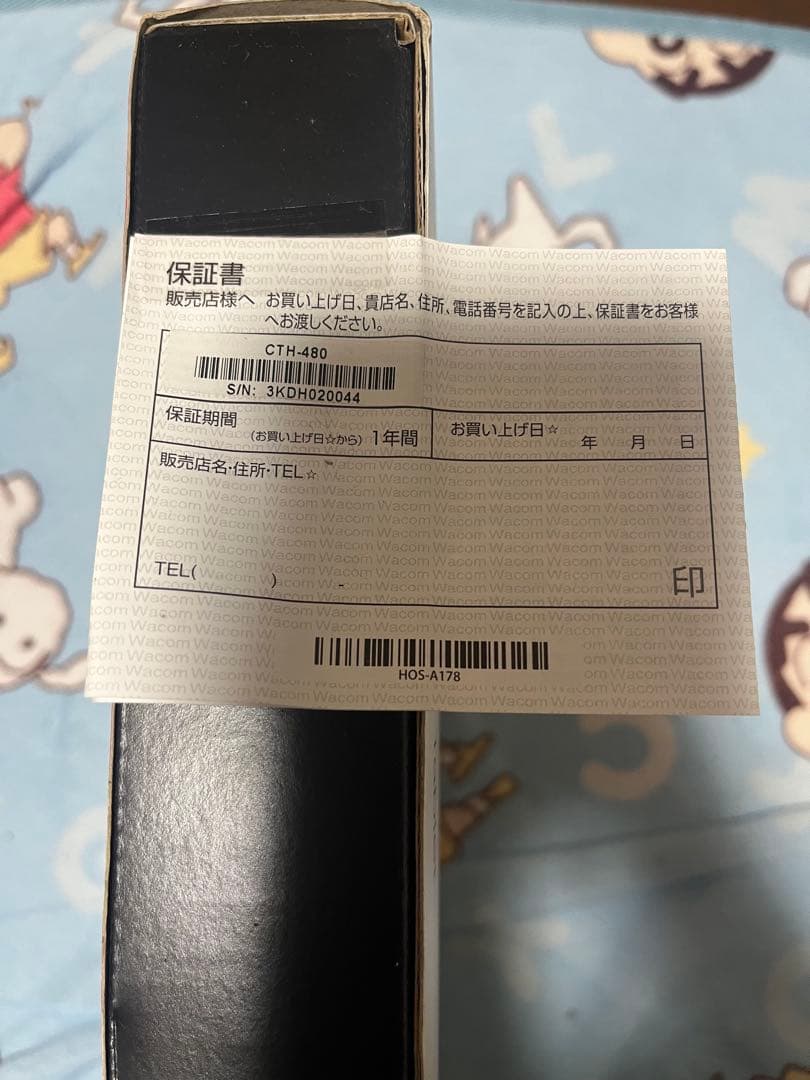 保証書
販売店様へ お買い上げ日、貴店名、住所、電話番号を記入の上、保証書をお客様
へお渡しください。
CTH-480
S/N: 3KDH020044
保証期間
(お買い上げ日☆から) 1年間
お買い上げ日☆
年 月 日
販売店名・住所・TEL☆
TEL( ) -
印
HOS-A178